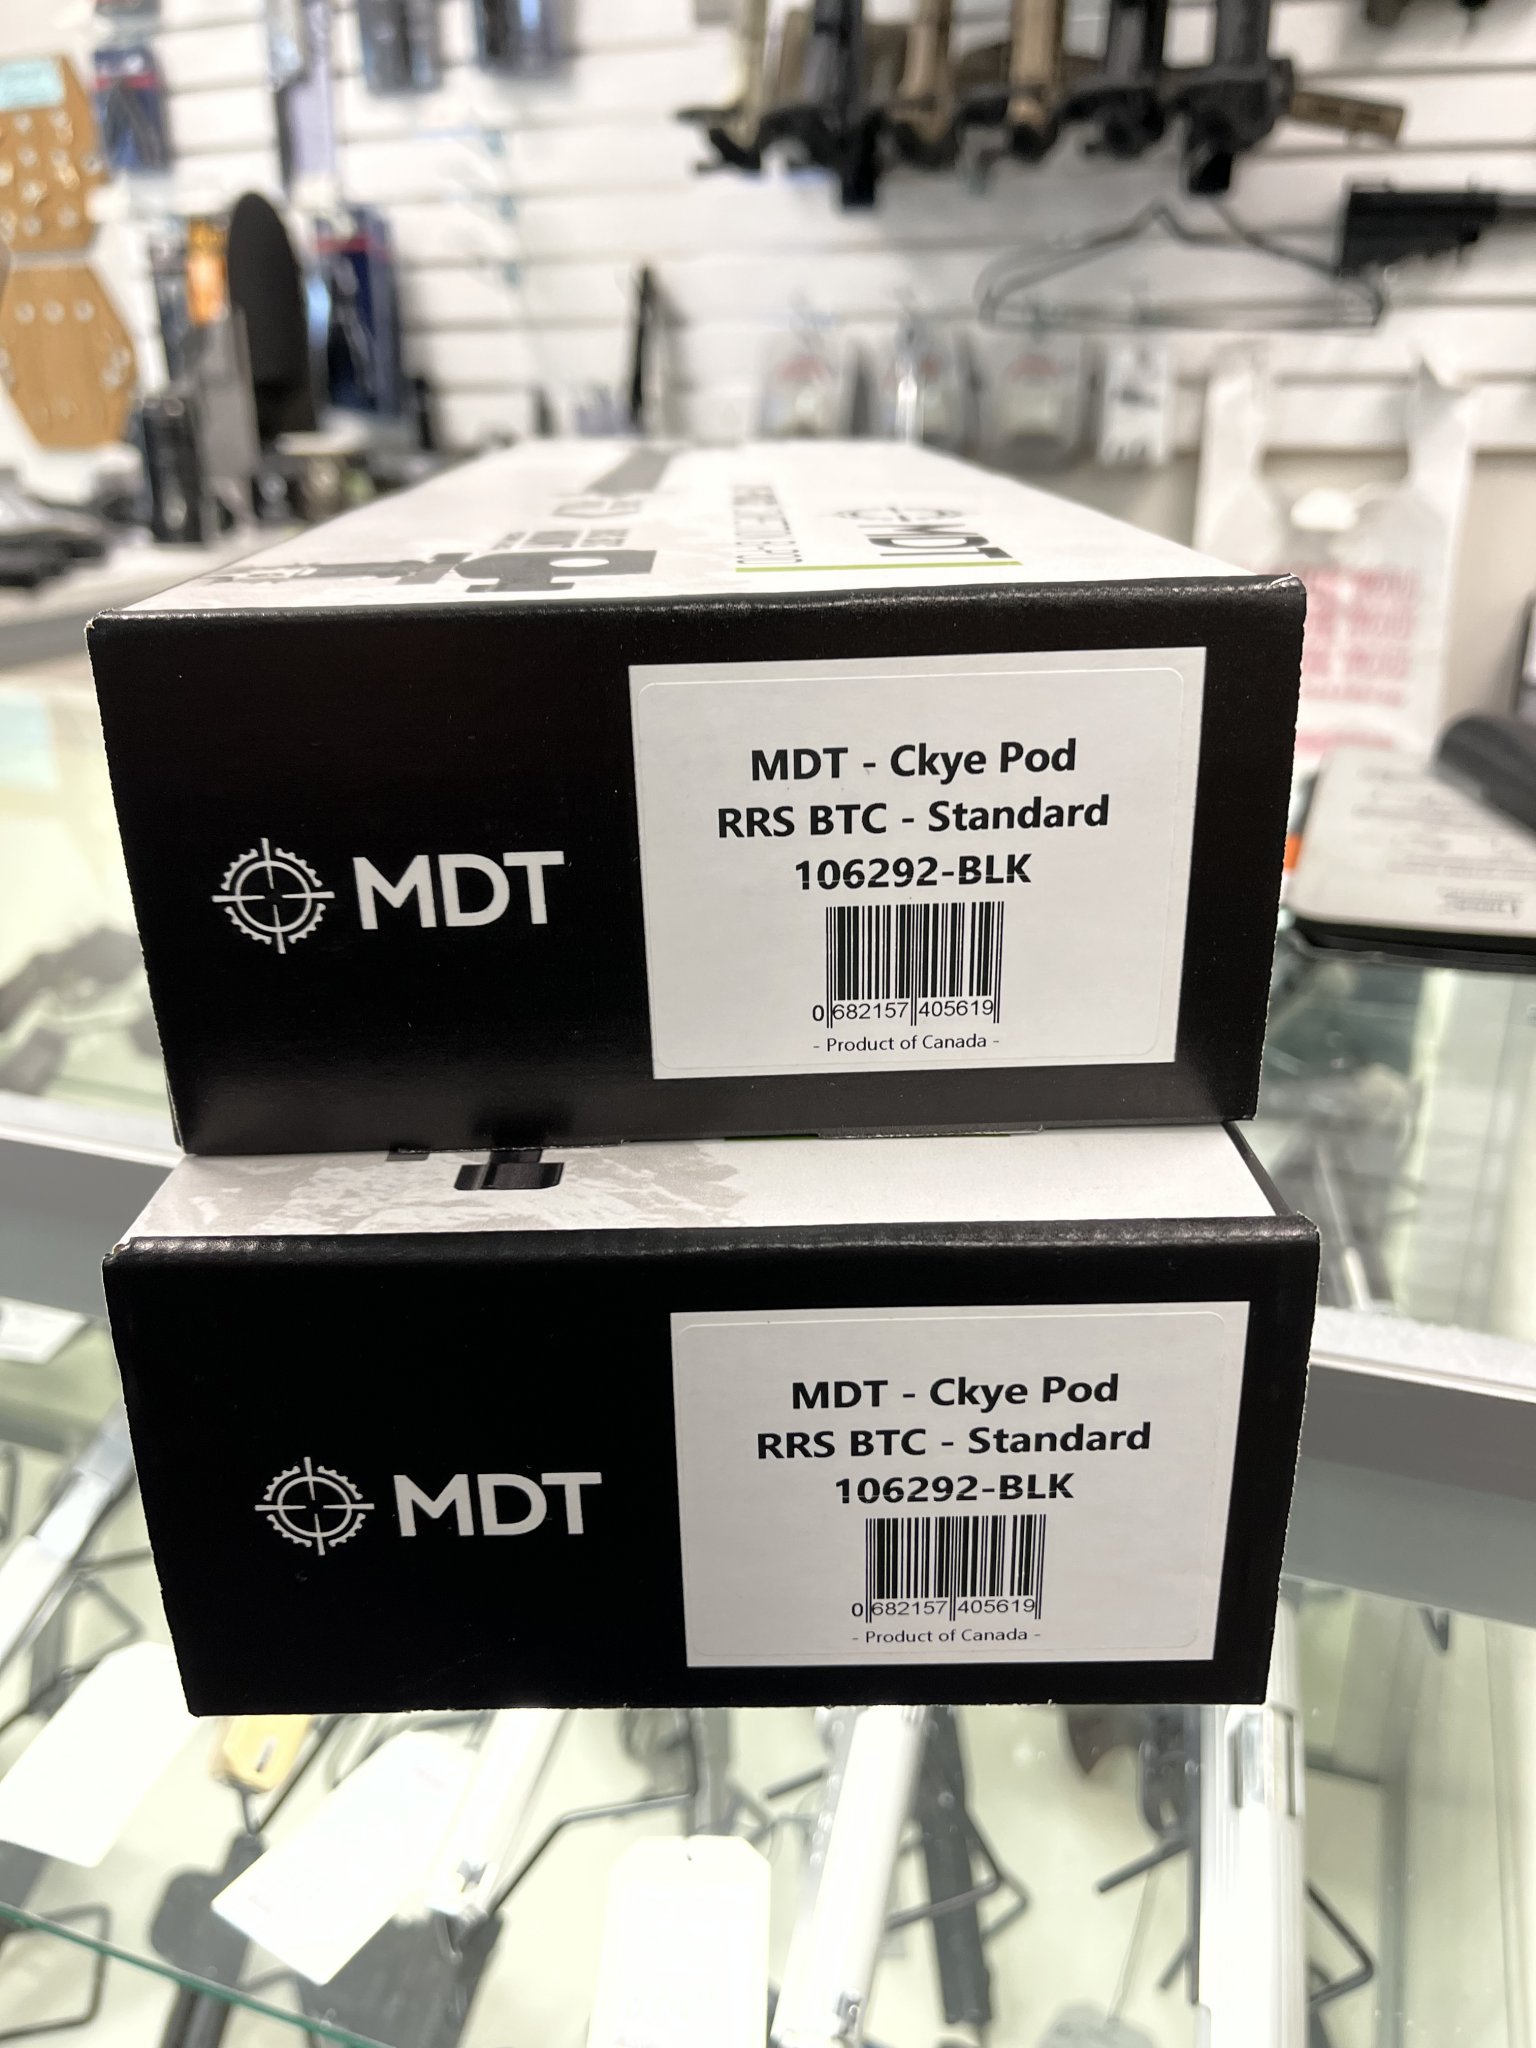 MDT
MDT
MDT - Ckye Pod
RRS BTC - Standard
106292-BLK
0 682157 405619
- Product of Canada -
MDT
MDT - Ckye Pod
RRS BTC - Standard
106292-BLK
0 682157 405619
- Product of Canada -